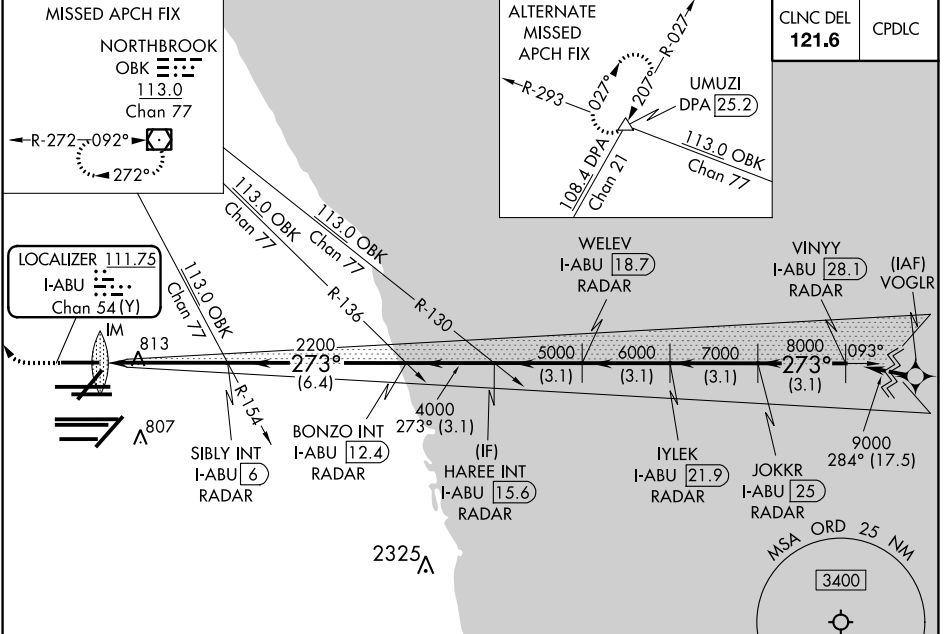 MISSED APCH FIX
NORTHBROOK
OBK
113.0
Chan 77
R-272
092°
272°
ALTERNATE
MISSED
APCH FIX
R-027
207°
027°
R-293
UMUZI
DPA 25.2
108.4 DPA
Chan 21
113.0 OBK
Chan 77
CLNC DEL
121.6
CPDLC
LOCALIZER 111.75
I-ABU
Chan 54 (Y)
113.0 OBK
Chan 77
R-154
113.0 OBK
Chan 77
R-136
113.0 OBK
Chan 77
R-130
WELEV
I-ABU 18.7
RADAR
VINYY
I-ABU 28.1
RADAR
(IAF)
VOGLR
IM
813
2200
273°
(6.4)
4000
273° (3.1)
5000
(3.1)
6000
(3.1)
7000
(3.1)
8000
273°
(3.1)
093°
9000
284° (17.5)
807
SIBLY INT
I-ABU 6
RADAR
BONZO INT
I-ABU 12.4
RADAR
(IF)
HAREE INT
I-ABU 15.6
RADAR
IYLEK
I-ABU 21.9
RADAR
JOKKR
I-ABU 25
RADAR
2325
MSA ORD 25 NM
3400